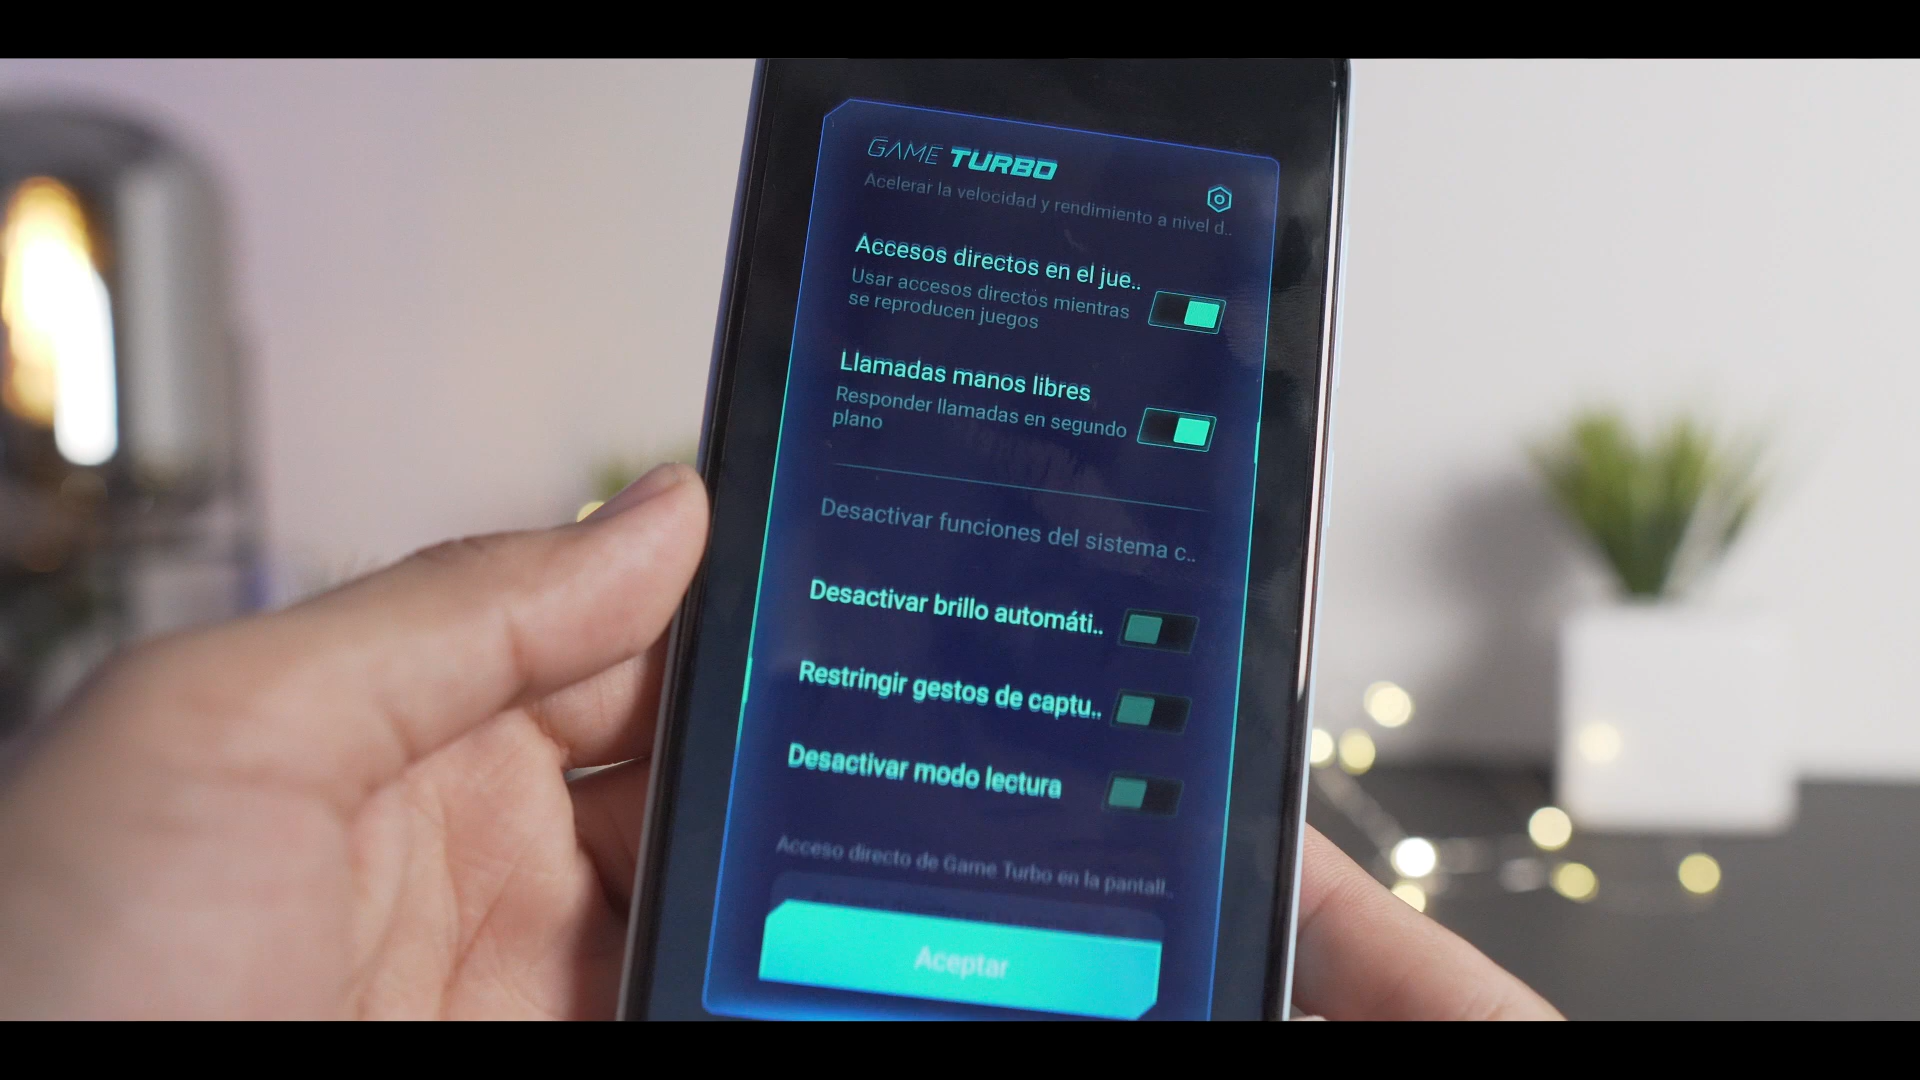 GAME TURBO
Acelerar la velocidad y rendimiento a nivel d..
Accesos directos en el jue..
Usar accesos directos mientras
se reproducen juegos
Llamadas manos libres
Responder llamadas en segundo
plano
Desactivar funciones del sistema c..
Desactivar brillo automáti..
Restringir gestos de captu..
Desactivar modo lectura
Acceso directo de Game Turbo en la pantall..
Aceptar